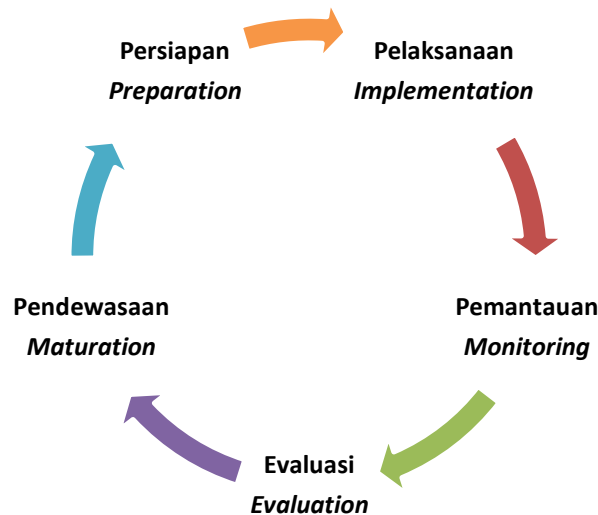 Persiapan
Preparation
Pelaksanaan
Implementation
Pemantauan
Monitoring
Evaluasi
Evaluation
Pendewasaan
Maturation